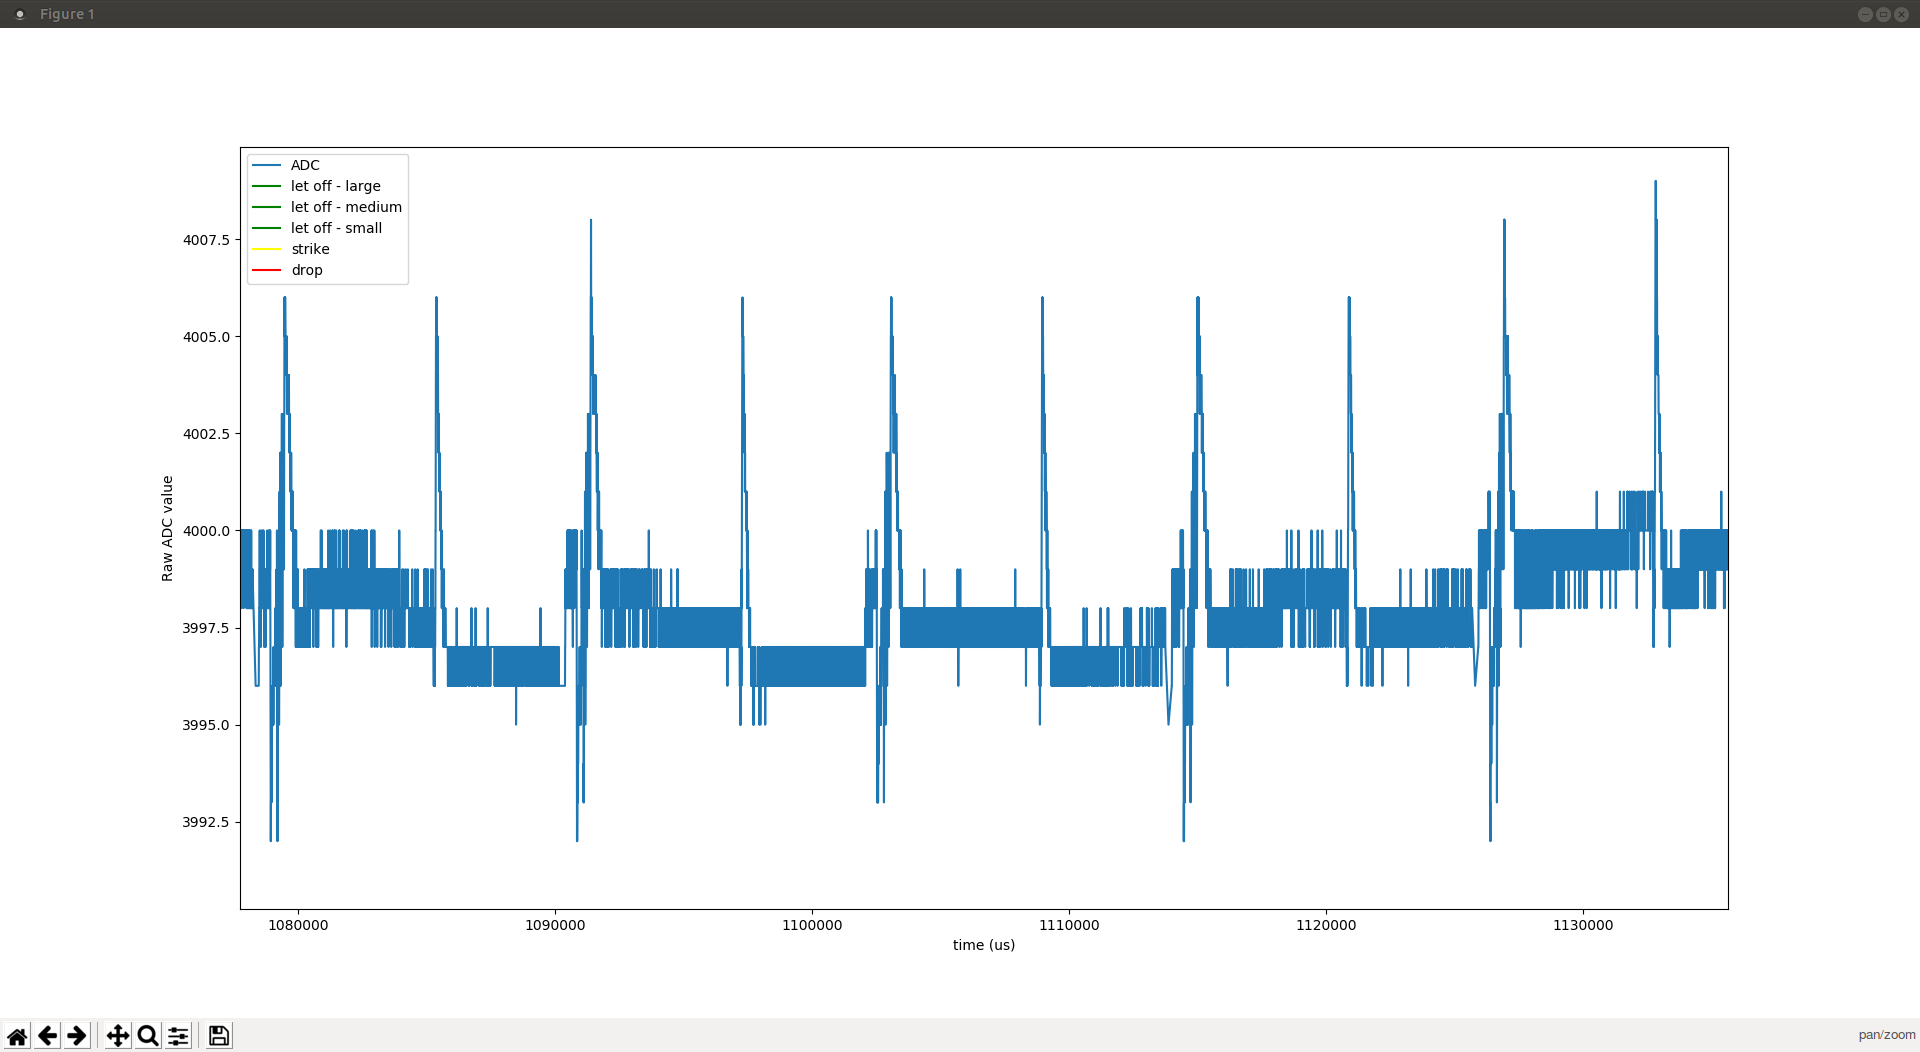 Figure 1
ADC
let off - large
let off - medium
let off - small
strike
drop
4007.5
4005.0
4002.5
4000.0
3997.5
3995.0
3992.5
Raw ADC value
1080000 1090000 1100000 1110000 1120000 1130000
time (us)
pan/zoom